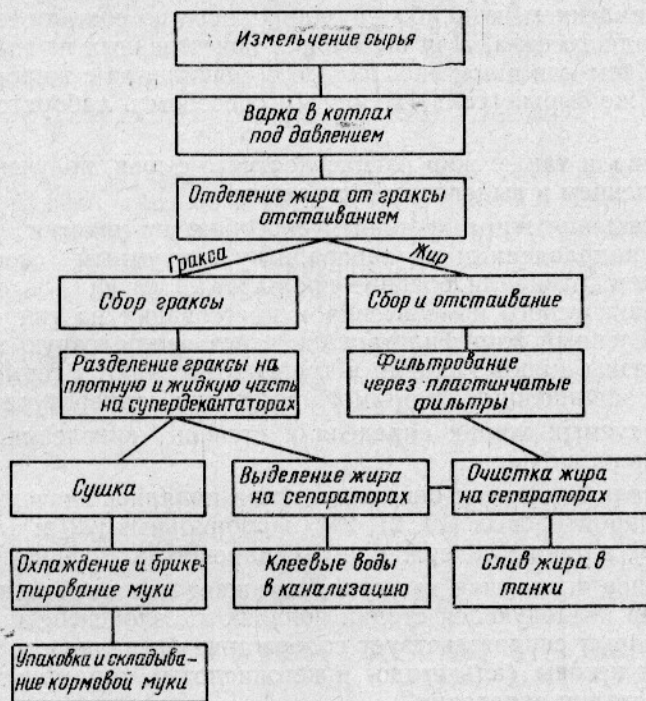 Измельчение сырья
Варка в котлах
под давлением
Отделение жира от граксы
отстаиванием
Гракса
Жир
Сбор граксы
Сбор и отстаивание
Разделение граксы на
плотную и жидкую часть
на супердекантаторах
Фильтрование
через пластинчатые
фильтры
Сушка
Выделение жира
на сепараторах
Очистка жира
на сепараторах
Охлаждение и брике-
тирование муки
Клеевые воды
в канализацию
Слив жира в
танки
Упаковка и складыва-
ние кормовой муки